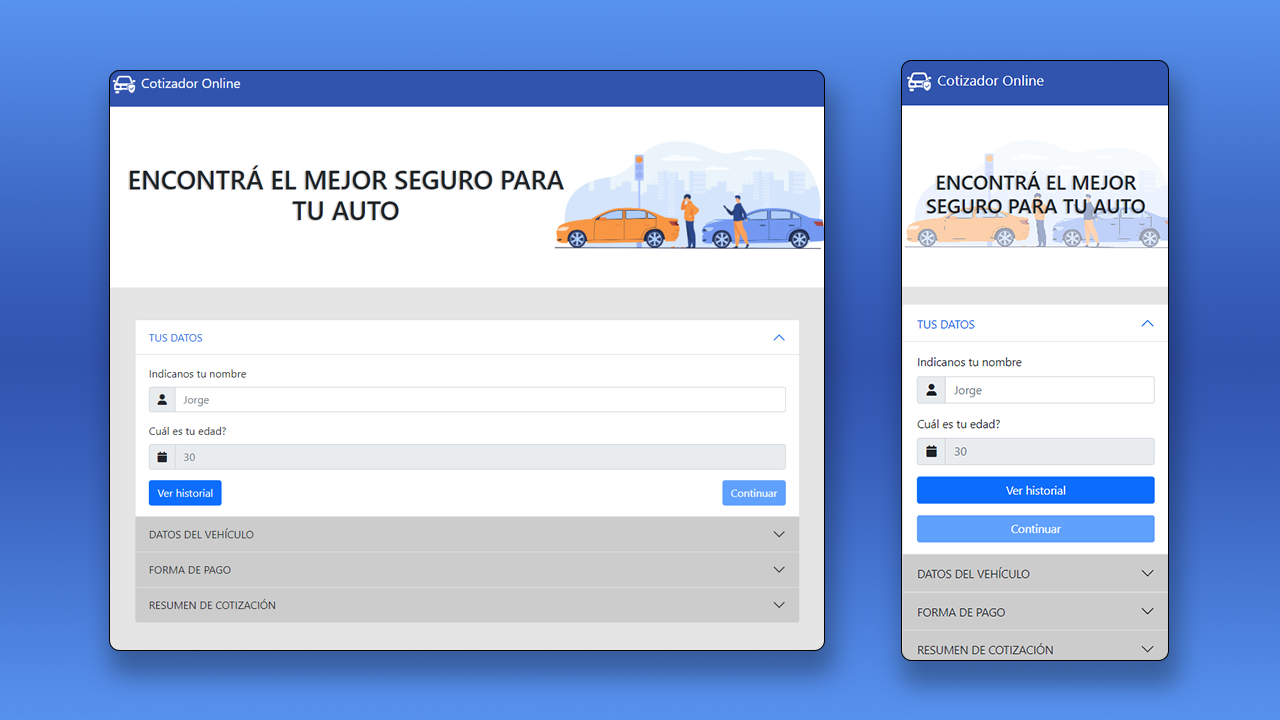 Cotizador Online
ENCONTRÁ EL MEJOR SEGURO PARA
TU AUTO
TUS DATOS
Indicanos tu nombre
Jorge
Cuál es tu edad?
30
Ver historial
Continuar
DATOS DEL VEHÍCULO
FORMA DE PAGO
RESUMEN DE COTIZACIÓN
Cotizador Online
ENCONTRÁ EL MEJOR
SEGURO PARA TU AUTO
TUS DATOS
Indicanos tu nombre
Jorge
Cuál es tu edad?
30
Ver historial
Continuar
DATOS DEL VEHÍCULO
FORMA DE PAGO
RESUMEN DE COTIZACIÓN